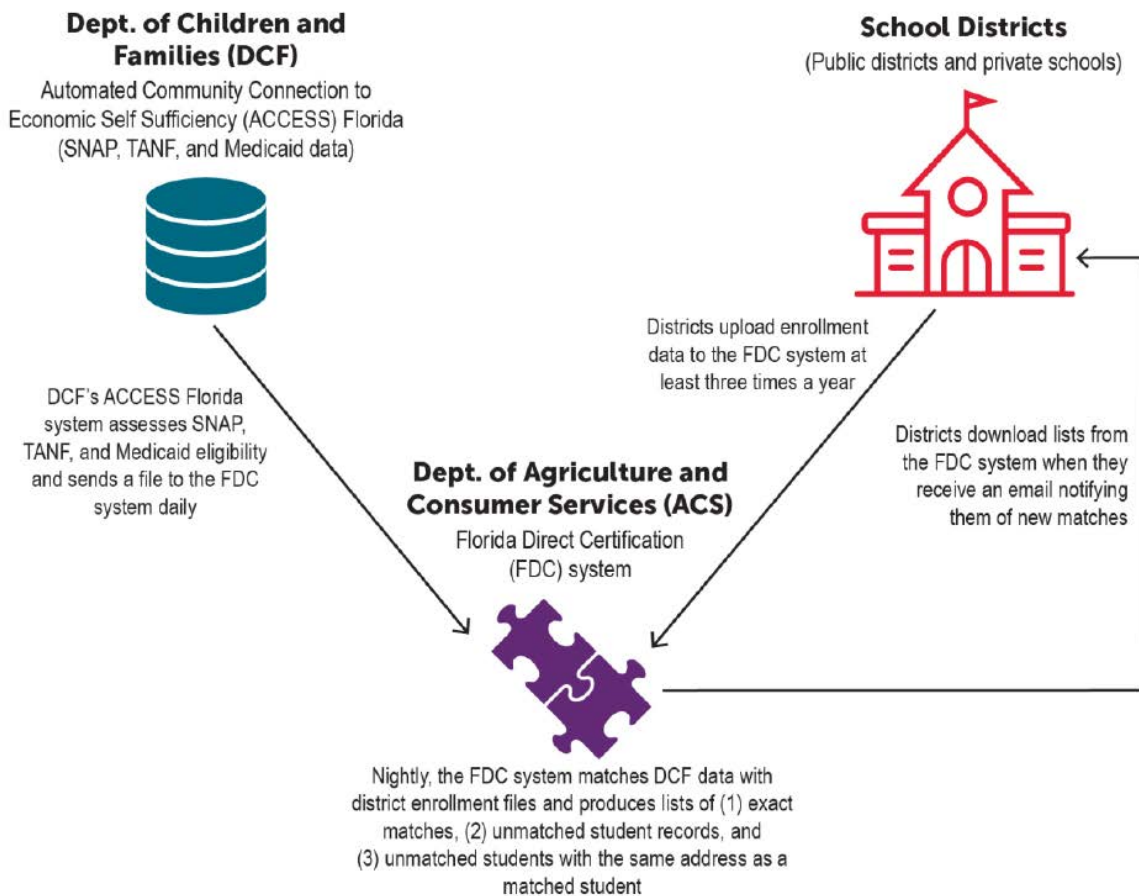 Dept. of Children and
Families (DCF)
Automated Community Connection to
Economic Self Sufficiency (ACCESS) Florida
(SNAP, TANF, and Medicaid data)
School Districts
(Public districts and private schools)
DCF's ACCESS Florida
system assesses SNAP,
TANF, and Medicaid eligibility
and sends a file to the FDC
system daily
Districts upload enrollment
data to the FDC system at
least three times a year
Districts download lists from
the FDC system when they
receive an email notifying
them of new matches
Dept. of Agriculture and
Consumer Services (ACS)
Florida Direct Certification
(FDC) system
Nightly, the FDC system matches DCF data with
district enrollment files and produces lists of (1) exact
matches, (2) unmatched student records, and
(3) unmatched students with the same address as a
matched student